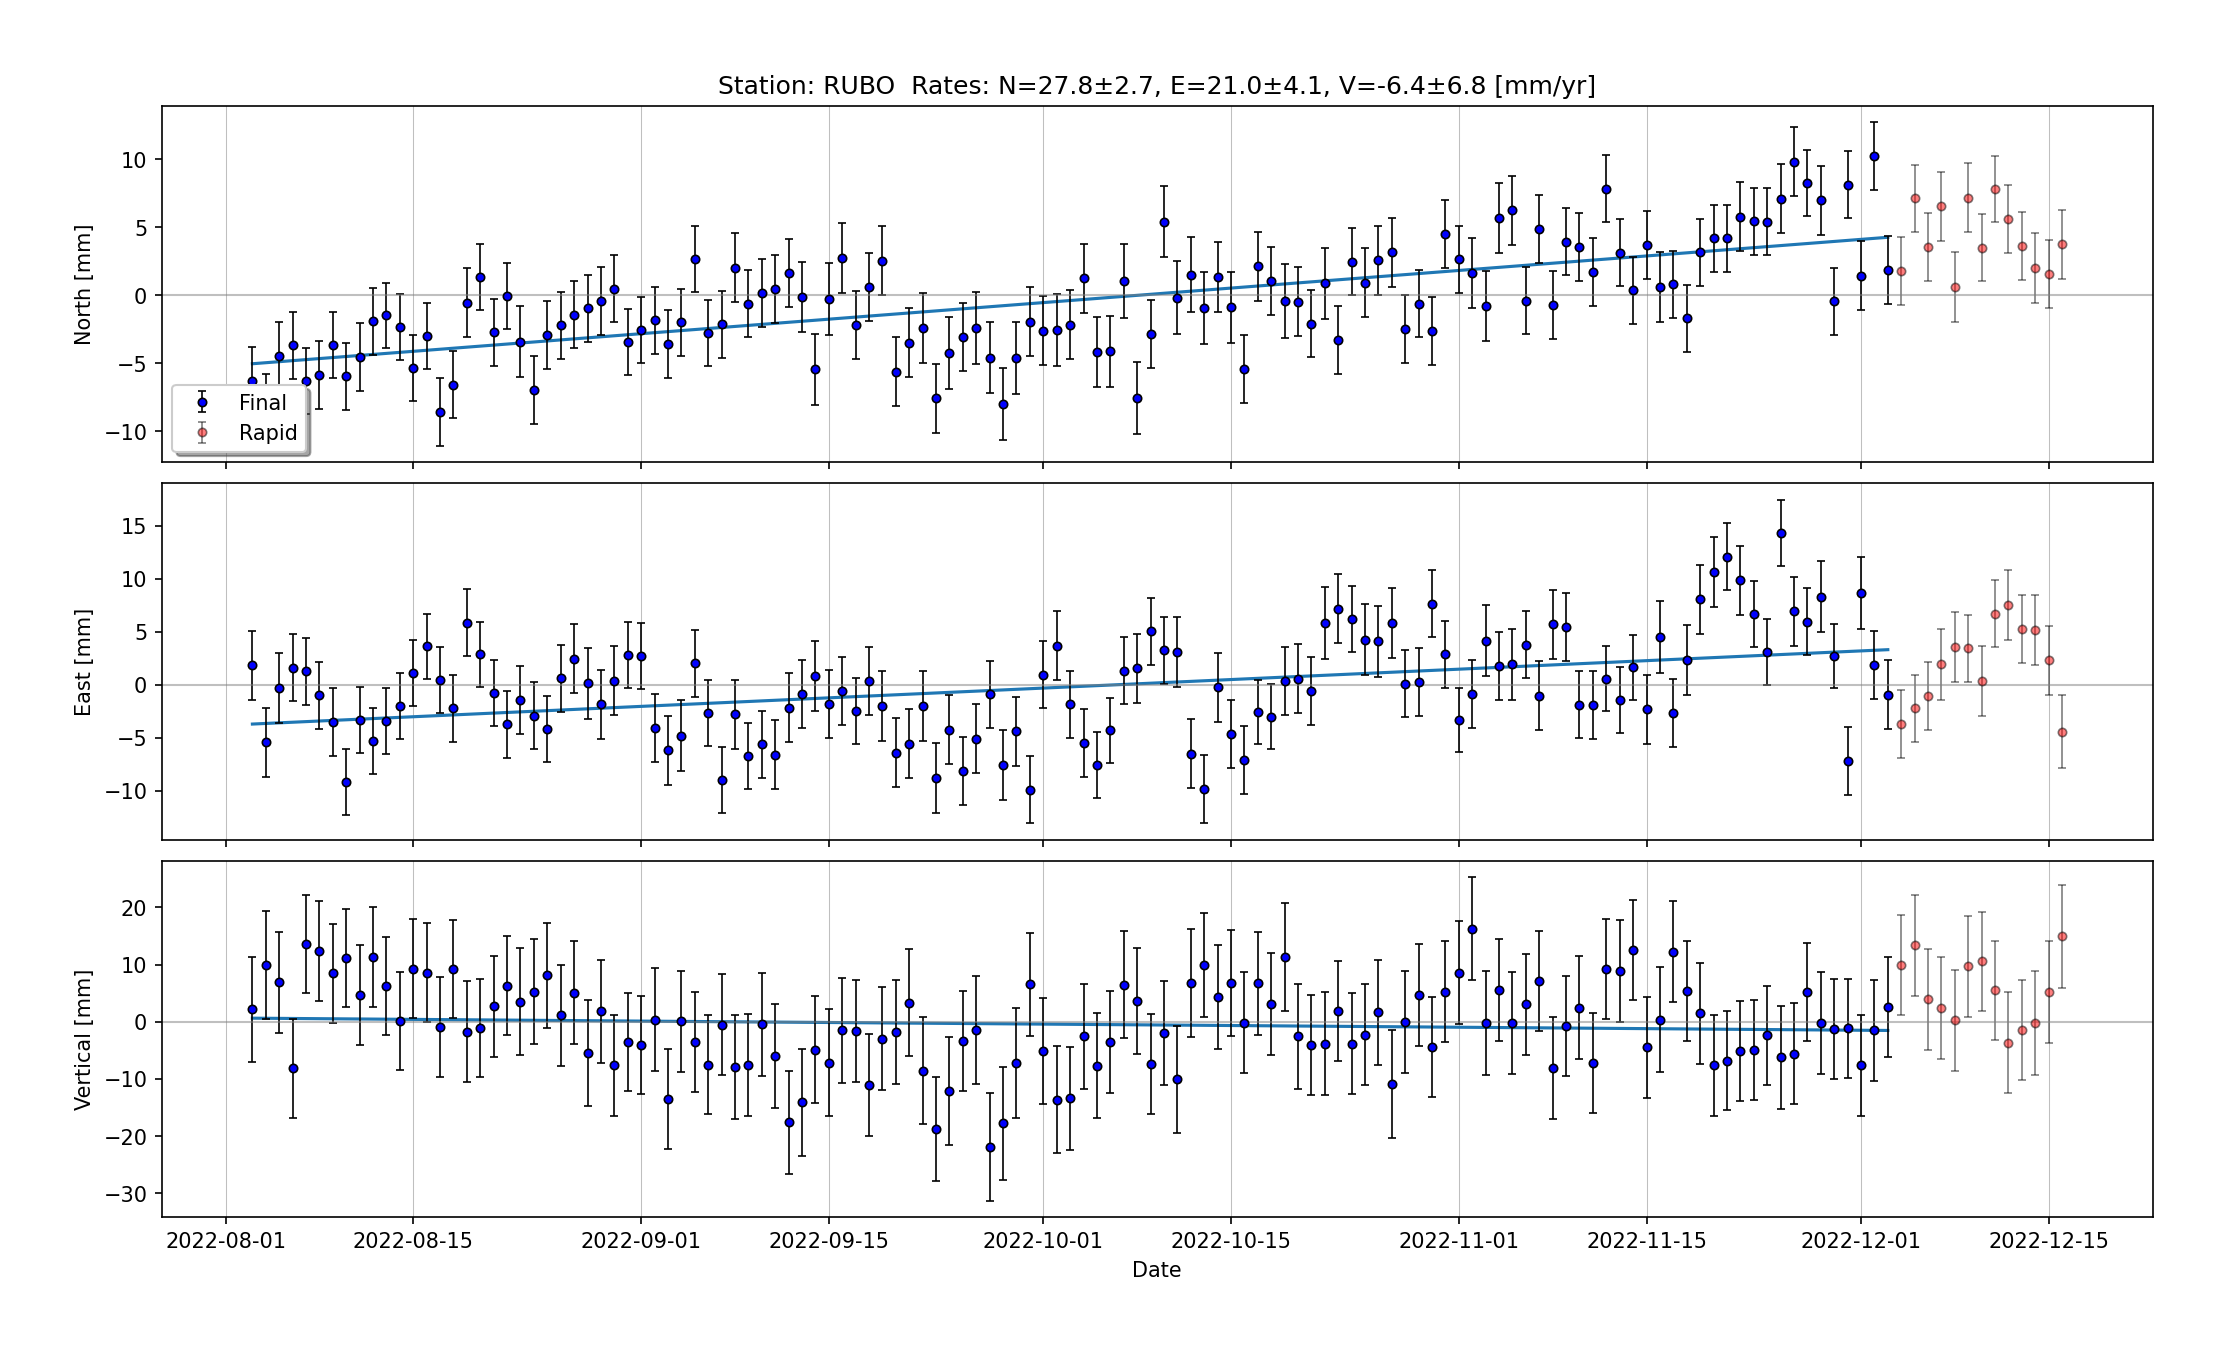 Station: RUBO  Rates: N=27.8±2.7, E=21.0±4.1, V=-6.4±6.8 [mm/yr]
North [mm]
10
5
0
−5
−10
Final
Rapid
East [mm]
15
10
5
0
−5
−10
Vertical [mm]
20
10
0
−10
−20
−30
2022-08-01 2022-08-15 2022-09-01 2022-09-15 2022-10-01 2022-10-15 2022-11-01 2022-11-15 2022-12-01 2022-12-15
Date